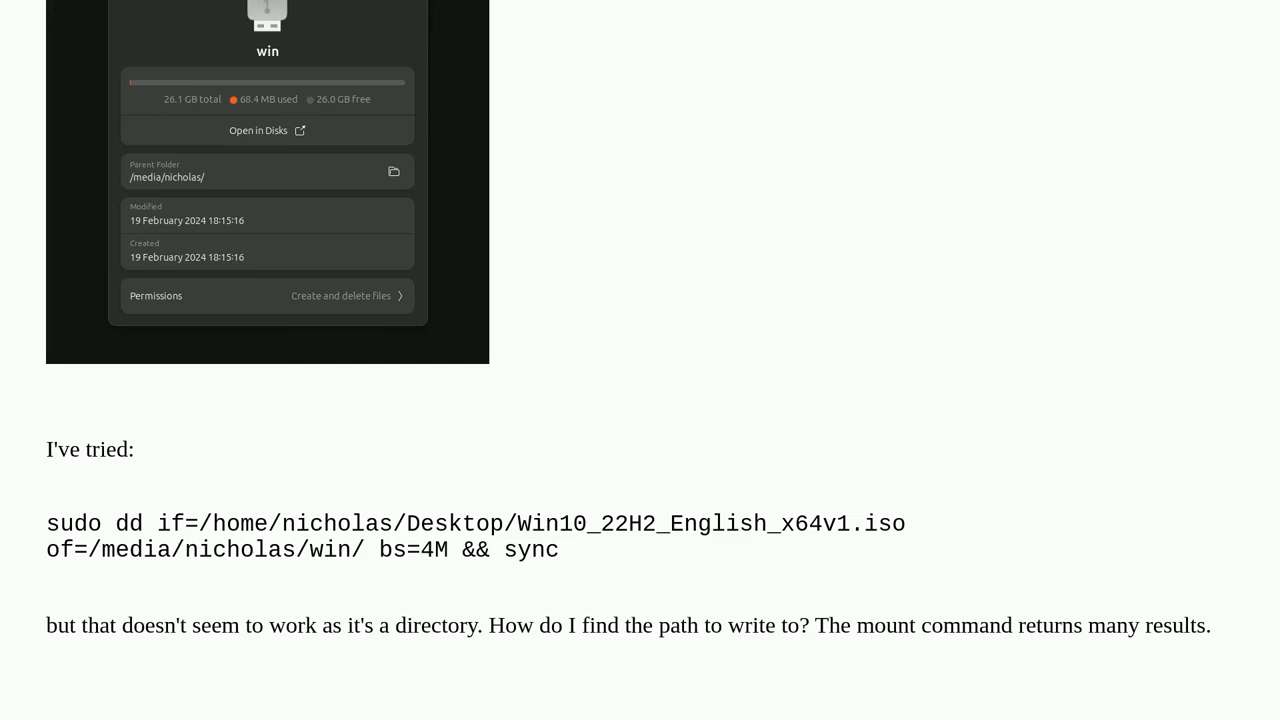 win
26.1 GB total 68.4 MB used 26.0 GB free
Open in Disks
Parent Folder
/media/nicholas/
Modified
19 February 2024 18:15:16
Created
19 February 2024 18:15:16
Permissions Create and delete files
I've tried:
sudo dd if=/home/nicholas/Desktop/Win10_22H2_English_x64v1.iso
of=/media/nicholas/win/ bs=4M && sync
but that doesn't seem to work as it's a directory. How do I find the path to write to? The mount command returns many results.